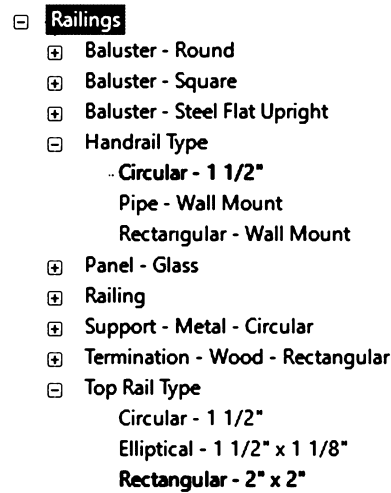 Railings
Baluster - Round
Baluster - Square
Baluster - Steel Flat Upright
Handrail Type
Circular - 1 1/2"
Pipe - Wall Mount
Rectangular - Wall Mount
Panel - Glass
Railing
Support - Metal - Circular
Termination - Wood - Rectangular
Top Rail Type
Circular - 1 1/2"
Elliptical - 1 1/2" x 1 1/8"
Rectangular - 2" x 2"